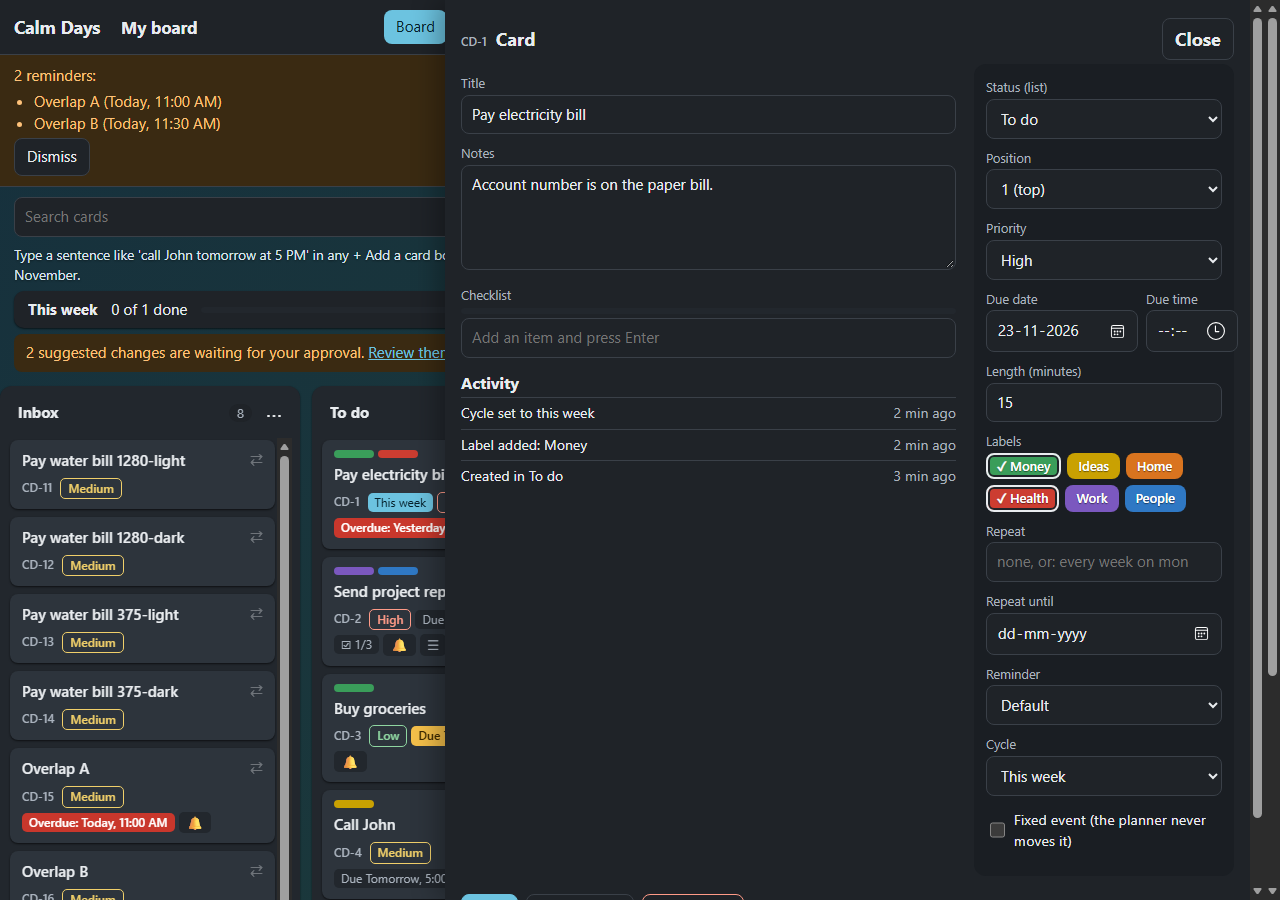 Calm Days My board Board
2 reminders:
• Overlap A (Today, 11:00 AM)
• Overlap B (Today, 11:30 AM)
Dismiss
Search cards
Type a sentence like 'call John tomorrow at 5 PM' in any + Add a card
November.
This week 0 of 1 done
2 suggested changes are waiting for your approval. Review
Inbox 8 ...
Pay water bill 1280-light
CD-11 Medium
Pay water bill 1280-dark
CD-12 Medium
Pay water bill 375-light
CD-13 Medium
Pay water bill 375-dark
CD-14 Medium
Overlap A
CD-15 Medium
Overdue: Today, 11:00 AM
Overlap B
CD-16 Medium
To do
Pay electricity
CD-1 This week
Overdue: Yesterday
Send project
CD-2 High Due
1/3
Buy groceries
CD-3 Low Due
Call John
CD-4 Medium
Due Tomorrow,
CD-1 Card
Close
Title
Pay electricity bill
Notes
Account number is on the paper bill.
Checklist
Add an item and press Enter
Activity
Cycle set to this week 2 min ago
Label added: Money 2 min ago
Created in To do 3 min ago
Status (list)
To do
Position
1 (top)
Priority
High
Due date Due time
23-11-2026 --:--
Length (minutes)
15
Labels
✓ Money Ideas Home
✓ Health Work People
Repeat
none, or: every week on mon
Repeat until
dd-mm-yyyy
Reminder
Default
Cycle
This week
Fixed event (the planner never
moves it)